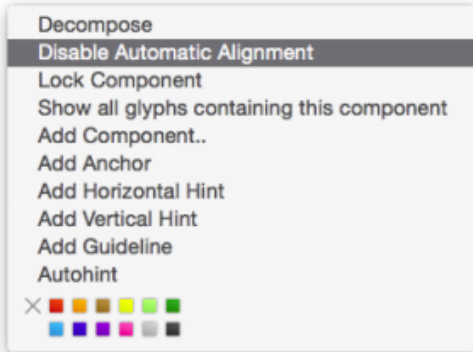 Decompose
Disable Automatic Alignment
Lock Component
Show all glyphs containing this component
Add Component..
Add Anchor
Add Horizontal Hint
Add Vertical Hint
Add Guideline
Autohint